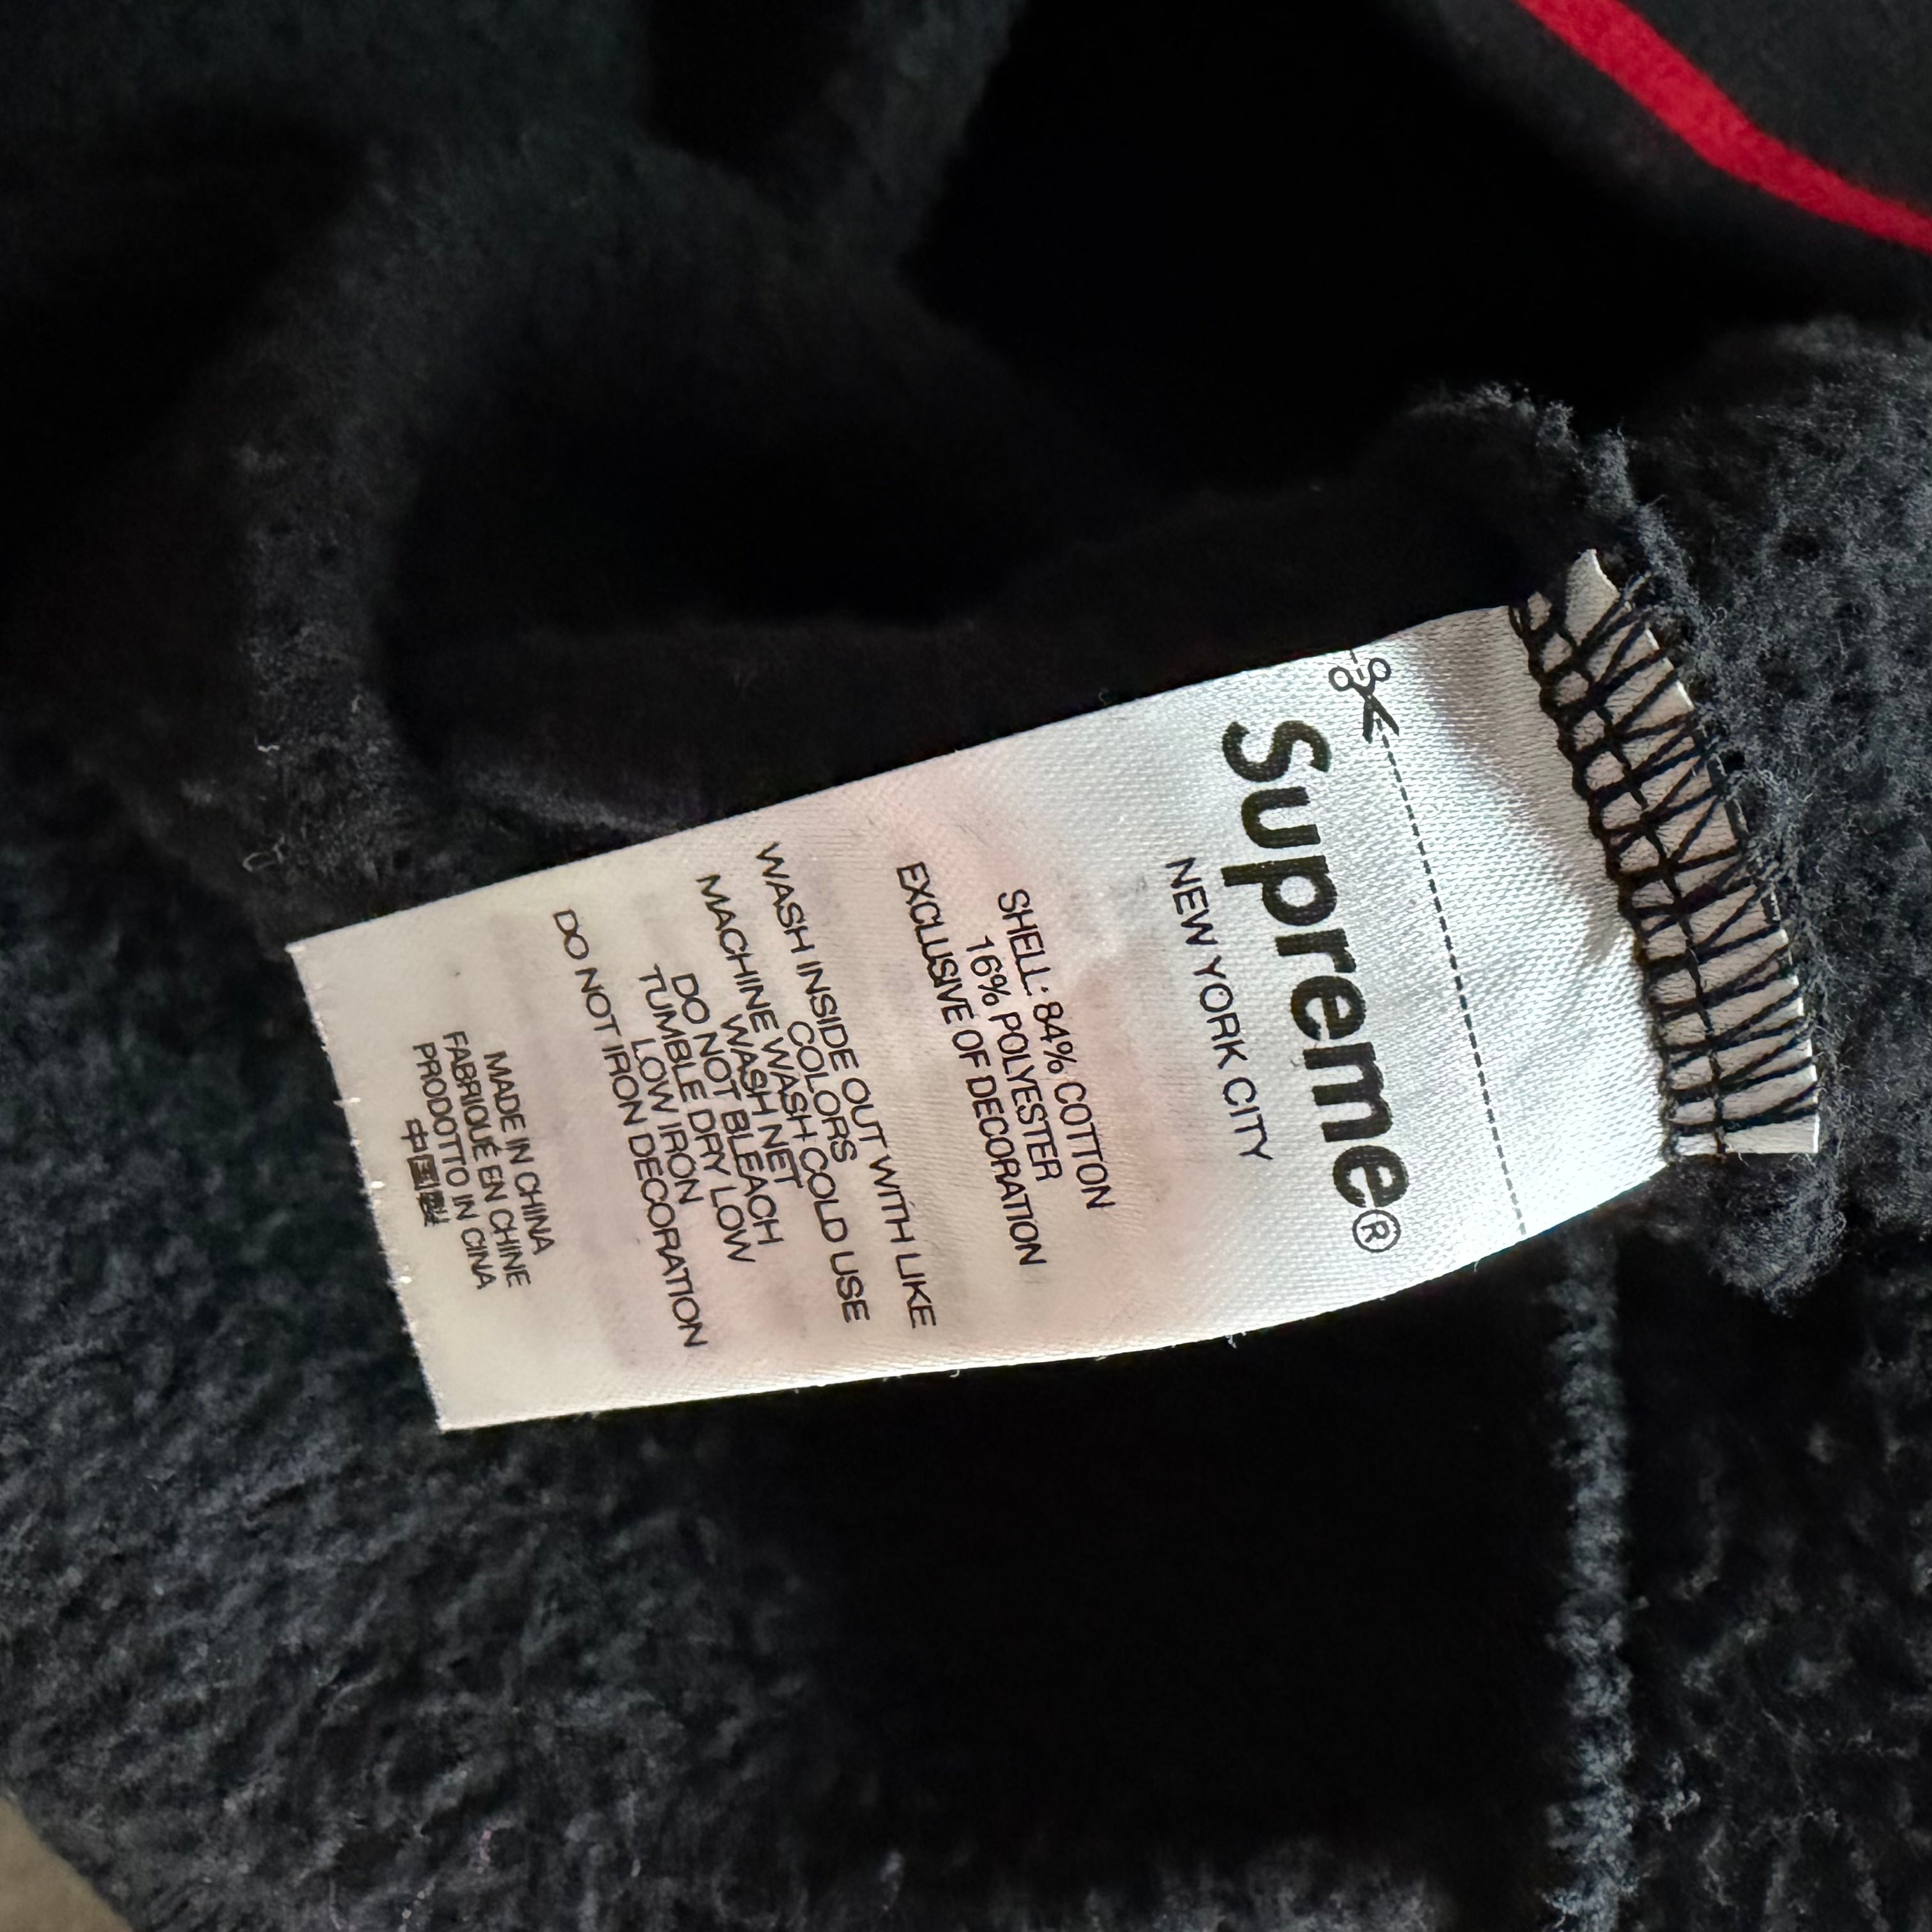 Supreme®
NEW YORK CITY
SHELL: 84% COTTON
16% POLYESTER
EXCLUSIVE OF DECORATION
WASH INSIDE OUT WITH LIKE
COLORS
MACHINE WASH COLD USE
WASH NET
DO NOT BLEACH
TUMBLE DRY LOW
LOW IRON
DO NOT IRON DECORATION
MADE IN CHINA
FABRIQUÉ EN CHINE
PRODOTTO IN CINA
中国製